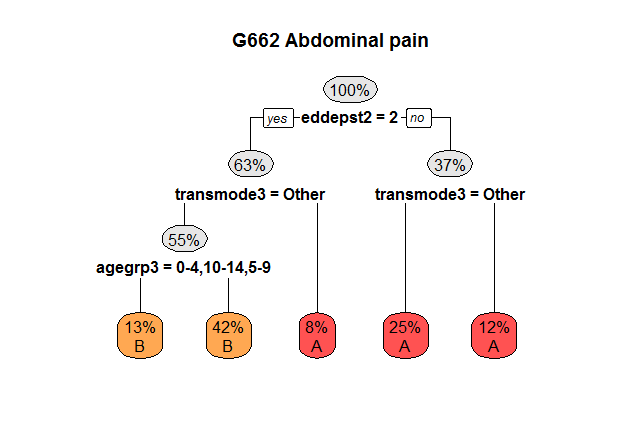 G662 Abdominal pain
100%
yes eddepst2 = 2 no
63% 37%
transmode3 = Other transmode3 = Other
55%
agegrp3 = 0-4,10-14,5-9
13% 42% 8% 25% 12%
B B A A A